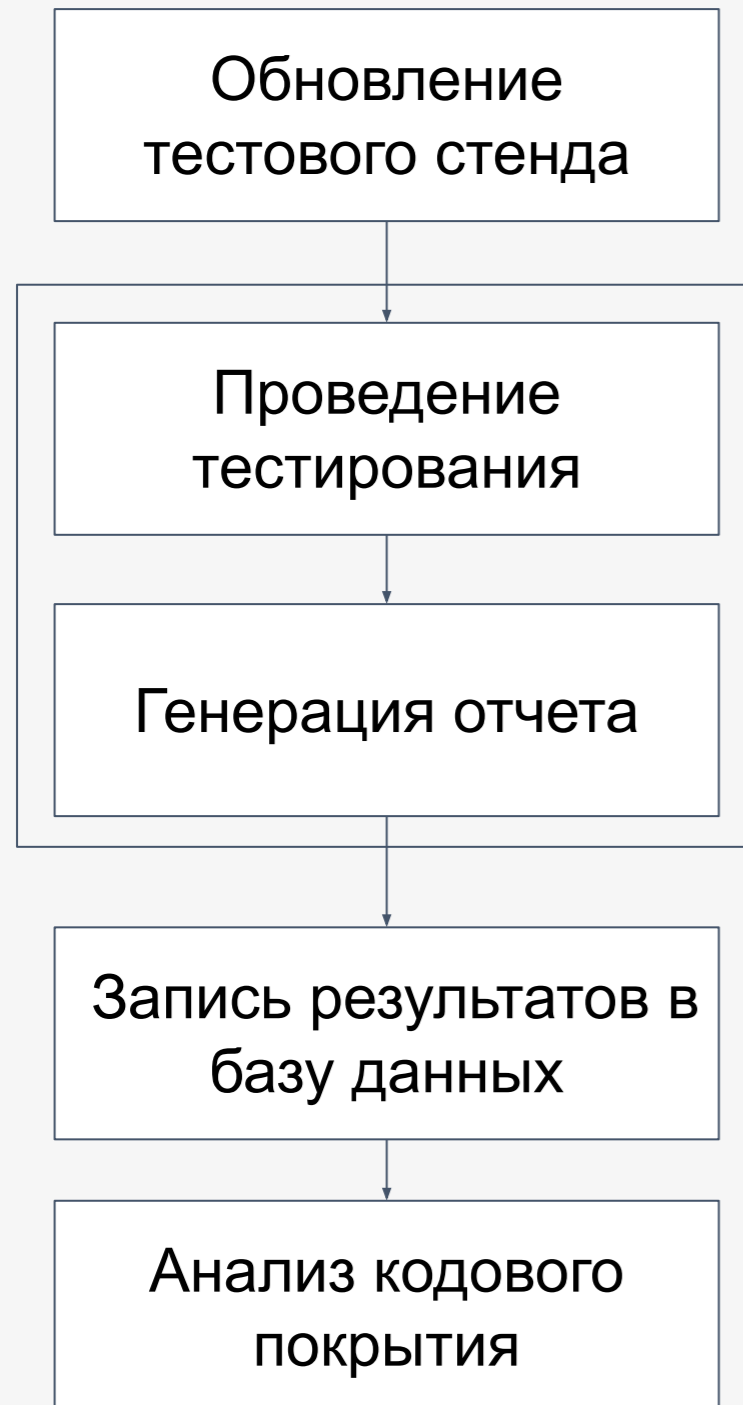 Обновление
тестового стенда
Проведение
тестирования
Генерация отчета
Запись результатов в
базу данных
Анализ кодового
покрытия